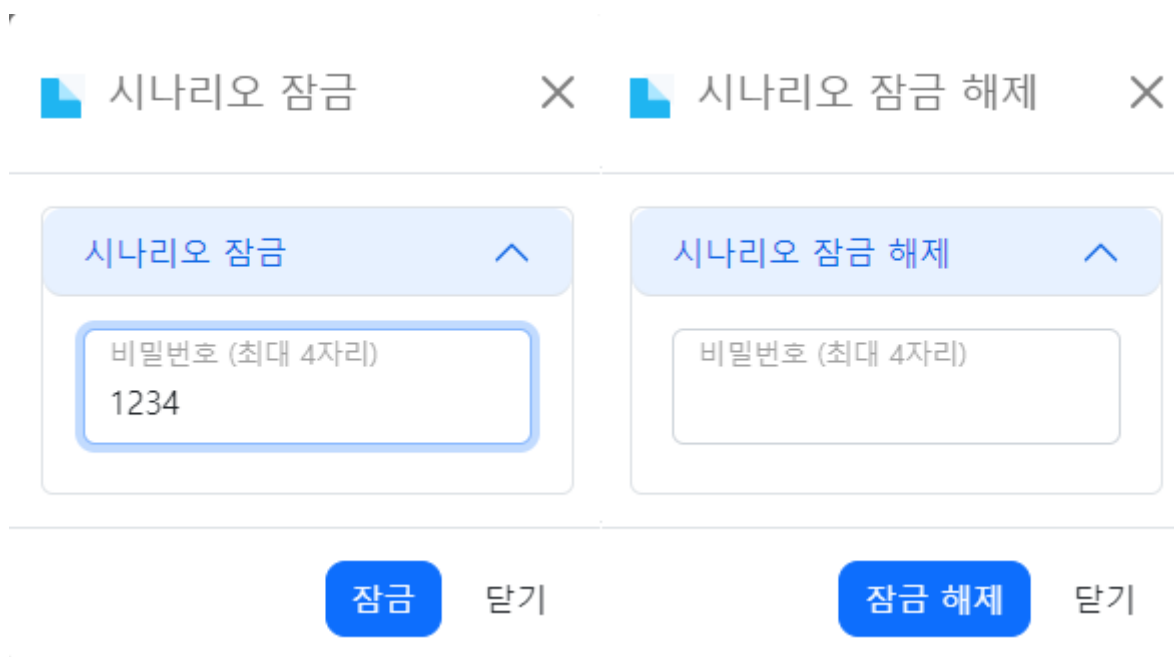 시나리오 잠금
시나리오 잠금
비밀번호 (최대 4자리)
1234
잠금 닫기
시나리오 잠금 해제
시나리오 잠금 해제
비밀번호 (최대 4자리)
잠금 해제 닫기